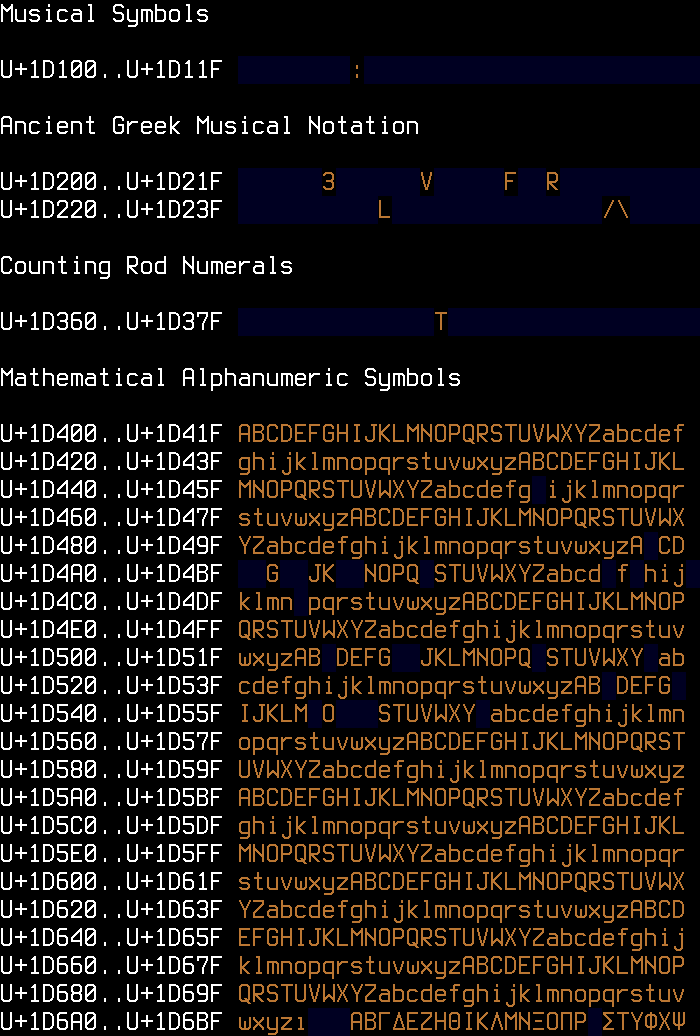 Musical Symbols
U+1D100..U+1D11F :
Ancient Greek Musical Notation
U+1D200..U+1D21F 3 V F R
U+1D220..U+1D23F L /\
Counting Rod Numerals
U+1D360..U+1D37F T
Mathematical Alphanumeric Symbols
U+1D400..U+1D41F ABCDEFGHIJKLMNOPQRSTUVWXYZabcdef
U+1D420..U+1D43F ghijklmnopqrstuvwxyzABCDEFGHIJKL
U+1D440..U+1D45F MNOPQRSTUVWXYZabcdefg ijklmnopqr
U+1D460..U+1D47F stuvwxyzABCDEFGHIJKLMNOPQRSTUVWX
U+1D480..U+1D49F YZabcdefghijklmnopqrstuvwxyzA CD
U+1D4A0..U+1D4BF G JK NOPQ STUVWXYZabcd f hij
U+1D4C0..U+1D4DF klmn pqrstuvwxyzABCDEFGHIJKLMNOP
U+1D4E0..U+1D4FF QRSTUVWXYZabcdefghijklmnopqrstuv
U+1D500..U+1D51F wxyzAB DEFG JKLMNOPQ STUVWXY ab
U+1D520..U+1D53F cdefghijklmnopqrstuvwxyzAB DEFG
U+1D540..U+1D55F IJKLM O STUVWXY abcdefghijklmn
U+1D560..U+1D57F opqrstuvwxyzABCDEFGHIJKLMNOPQRST
U+1D580..U+1D59F UVWXYZabcdefghijklmnopqrstuvwxyz
U+1D5A0..U+1D5BF ABCDEFGHIJKLMNOPQRSTUVWXYZabcdef
U+1D5C0..U+1D5DF ghijklmnopqrstuvwxyzABCDEFGHIJKL
U+1D5E0..U+1D5FF MNOPQRSTUVWXYZabcdefghijklmnopqr
U+1D600..U+1D61F stuvwxyzABCDEFGHIJKLMNOPQRSTUVWX
U+1D620..U+1D63F YZabcdefghijklmnopqrstuvwxyzABCD
U+1D640..U+1D65F EFGHIJKLMNOPQRSTUVWXYZabcdefghij
U+1D660..U+1D67F klmnopqrstuvwxyzABCDEFGHIJKLMNOP
U+1D680..U+1D69F QRSTUVWXYZabcdefghijklmnopqrstuv
U+1D6A0..U+1D6BF wxyzı ΑΒΓΔΕΖΗΘΙΚΛΜΝΞΟΠΡ ΣΤΥΦΧΨ